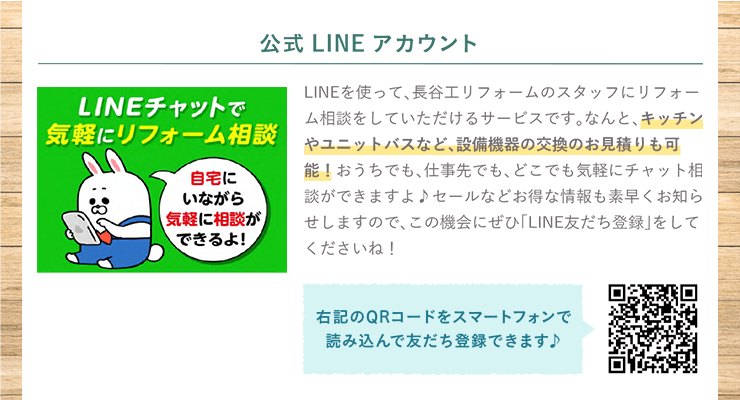 公式 LINE アカウント
LINEチャットで
気軽にリフォーム相談
自宅に
いながら
気軽に相談が
できるよ!
LINEを使って、長谷工リフォームのスタッフにリフォー
ム相談をしていただけるサービスです。なんと、キッチン
やユニットバスなど、設備機器の交換のお見積りも可
能！おうちでも、仕事先でも、どこでも気軽にチャット相
談ができますよ♪セールなどお得な情報も素早くお知ら
せしますので、この機会にぜひ「LINE友だち登録」をして
くださいね！
右記のQRコードをスマートフォンで
読み込んで友だち登録できます♪